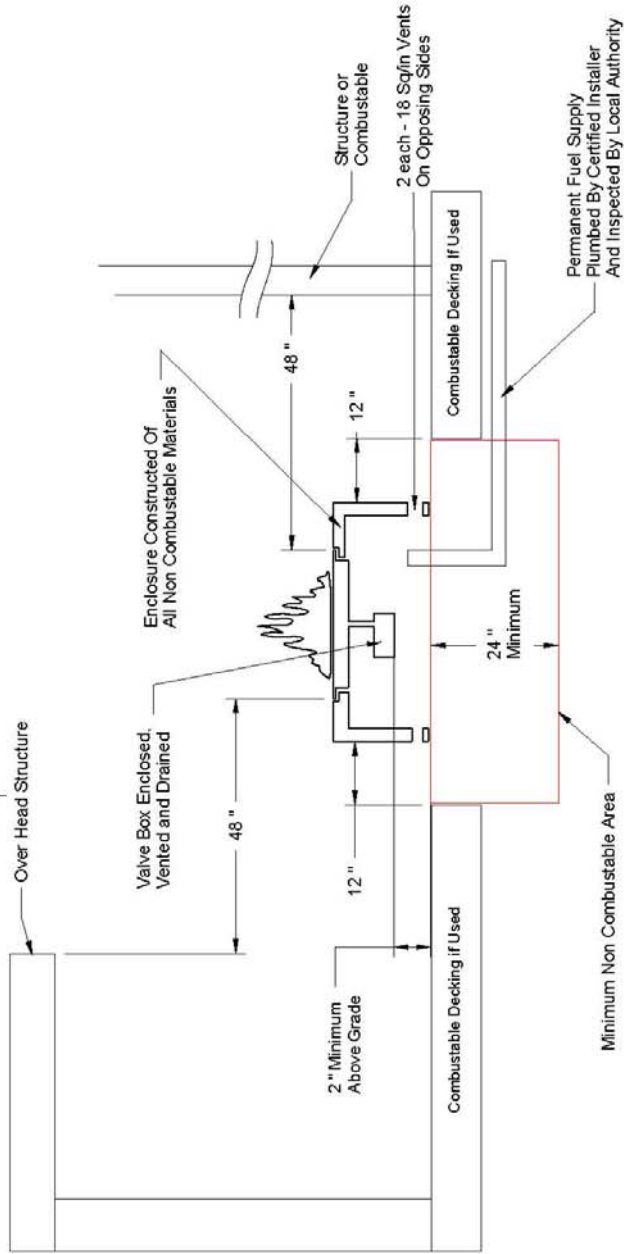 Over Head Structure
Enclosure Constructed Of
All Non Combustable Materials
Valve Box Enclosed,
Vented and Drained
Structure or
Combustable
48 "
48 "
2 each - 18 Sq/in Vents
On Opposing Sides
12 "
12 "
2 " Minimum
Above Grade
Combustable Decking if Used
Combustable Decking If Used
24 "
Minimum
Permanent Fuel Supply
Plumbed By Certified Installer
And Inspected By Local Authority
Minimum Non Combustable Area